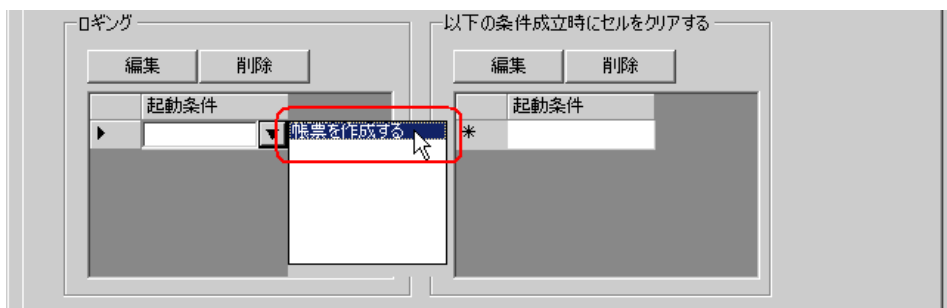 ロギング
編集 削除
起動条件
帳票を作成する
以下の条件成立時にセルをクリアする
編集 削除
起動条件
*